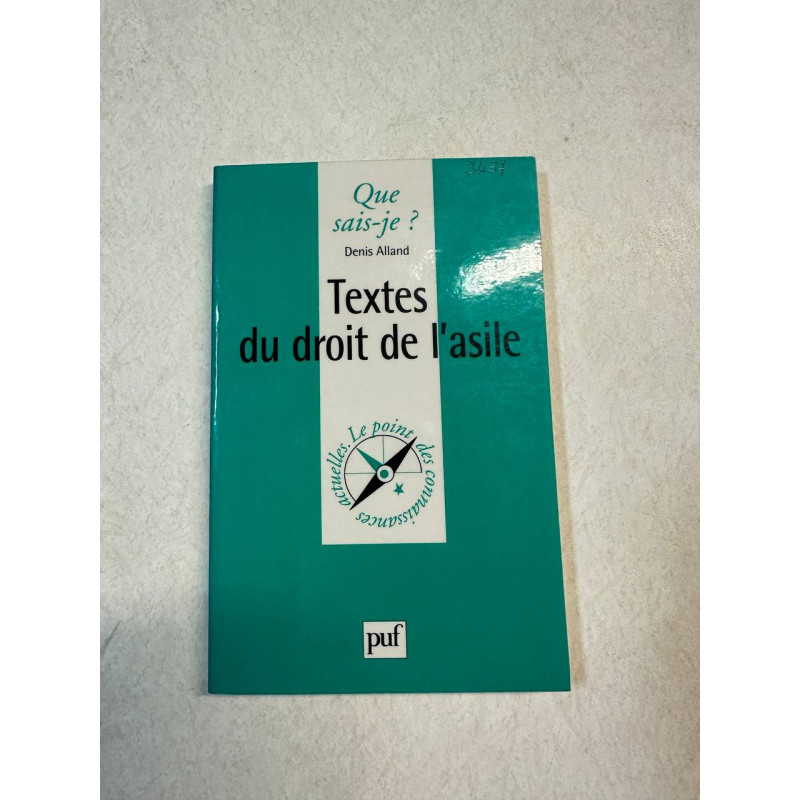 Que
sais-je ?
Denis Alland
Textes
du droit de l'asile
Le point des connaissances actuelles.
puf